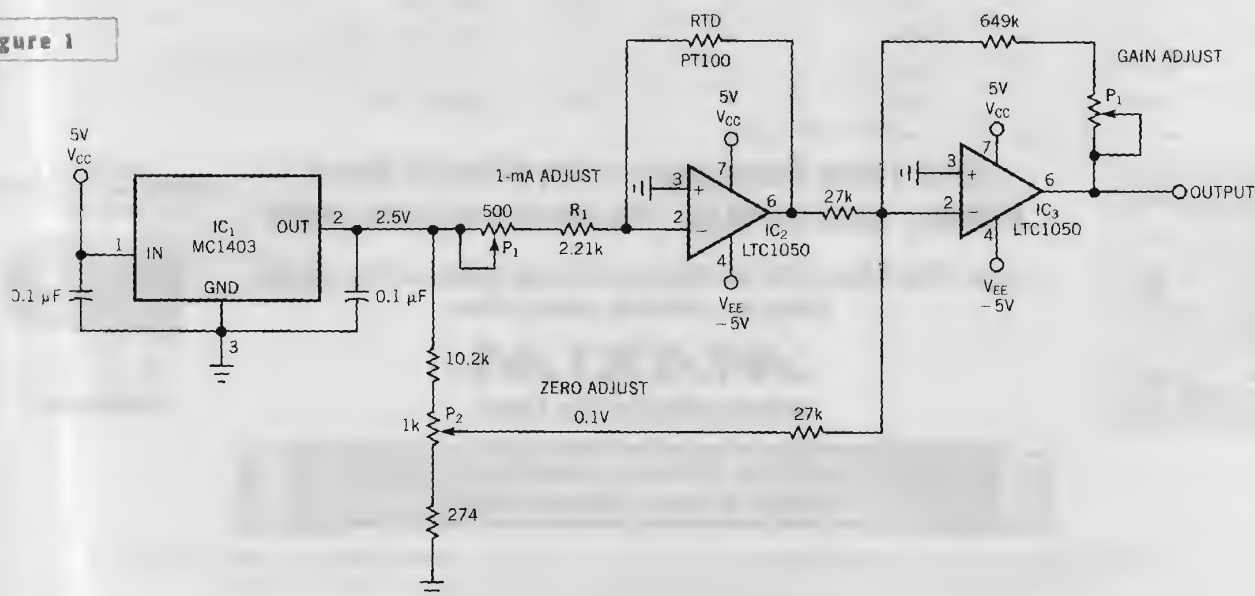 gure 1
5V
VCC
1
IN
IC1
MC1403
OUT
GND
2
2.5V
3
0.1 µF
0.1 µF
1-mA ADJUST
500
P1
R1
2.21k
RTD
PT100
5V
VCC
7
3
+
2
−
6
IC2
LTC1050
4
VEE
−5V
27k
649k
GAIN ADJUST
P1
5V
VCC
7
3
+
2
−
6
IC3
LTC1050
4
VEE
−5V
OUTPUT
10.2k
1k
P2
ZERO ADJUST
0.1V
27k
274